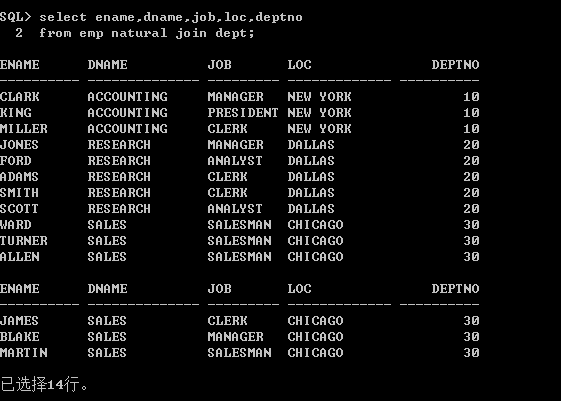 SQL> select ename,dname,job,loc,deptno
  2  from emp natural join dept;
ENAME      DNAME          JOB       LOC               DEPTNO
---------- -------------- --------- ------------- ----------
CLARK      ACCOUNTING     MANAGER   NEW YORK              10
KING       ACCOUNTING     PRESIDENT NEW YORK              10
MILLER     ACCOUNTING     CLERK     NEW YORK              10
JONES      RESEARCH       MANAGER   DALLAS                20
FORD       RESEARCH       ANALYST   DALLAS                20
ADAMS      RESEARCH       CLERK     DALLAS                20
SMITH      RESEARCH       CLERK     DALLAS                20
SCOTT      RESEARCH       ANALYST   DALLAS                20
WARD       SALES          SALESMAN  CHICAGO               30
TURNER     SALES          SALESMAN  CHICAGO               30
ALLEN      SALES          SALESMAN  CHICAGO               30
ENAME      DNAME          JOB       LOC               DEPTNO
---------- -------------- --------- ------------- ----------
JAMES      SALES          CLERK     CHICAGO               30
BLAKE      SALES          MANAGER   CHICAGO               30
MARTIN     SALES          SALESMAN  CHICAGO               30
已选择14行。